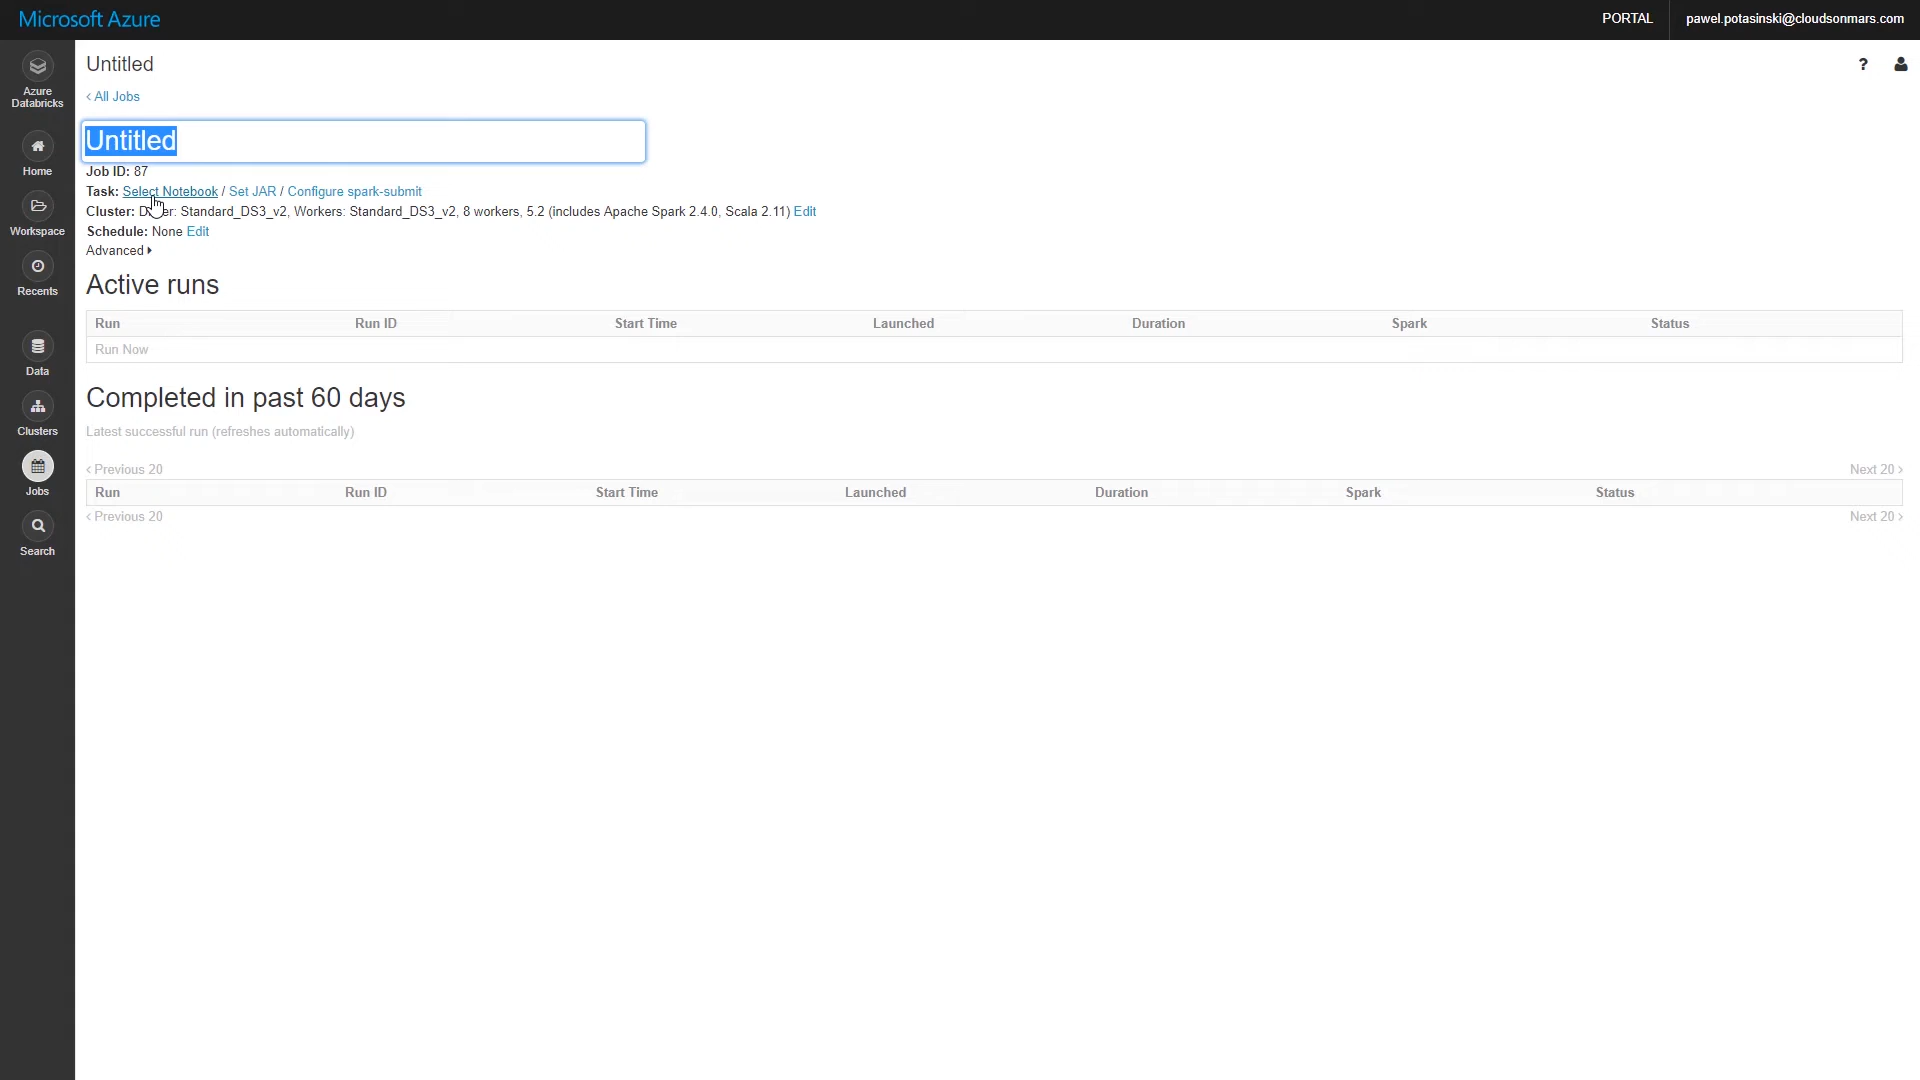 Microsoft Azure
PORTAL
pawel.potasinski@cloudsonmars.com
Azure
Databricks
Home
Workspace
Recents
Data
Clusters
Jobs
Search
Untitled
?
‹ All Jobs
Untitled
Job ID: 87
Task: Select Notebook / Set JAR / Configure spark-submit
Cluster: Driver: Standard_DS3_v2, Workers: Standard_DS3_v2, 8 workers, 5.2 (includes Apache Spark 2.4.0, Scala 2.11) Edit
Schedule: None Edit
Advanced
Active runs
Run Run ID Start Time Launched Duration Spark Status
Run Now
Completed in past 60 days
Latest successful run (refreshes automatically)
‹ Previous 20 Next 20 ›
Run Run ID Start Time Launched Duration Spark Status
‹ Previous 20 Next 20 ›